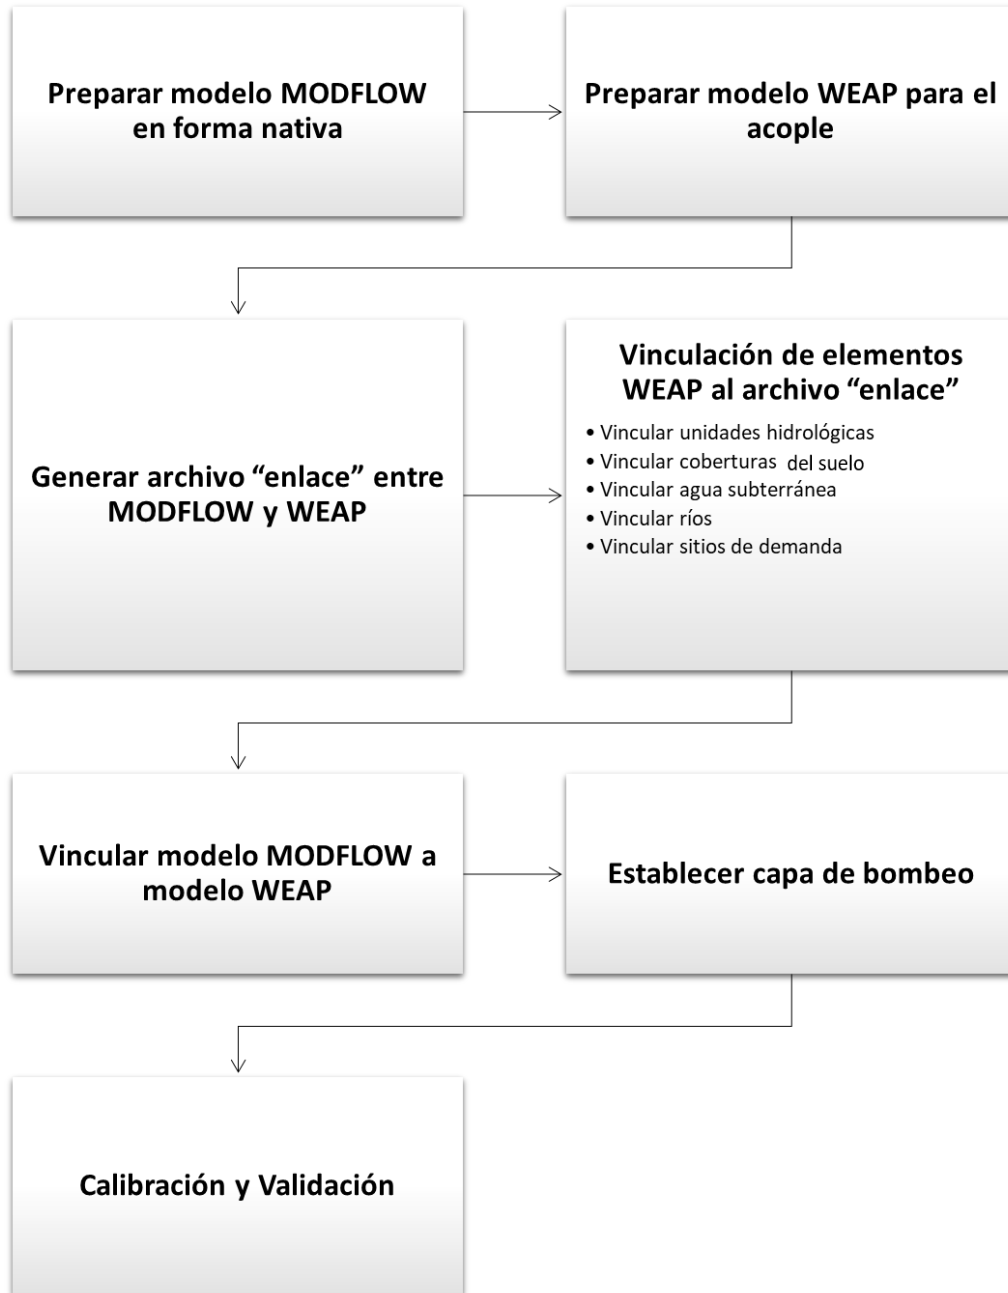 Preparar modelo MODFLOW
en forma nativa
Preparar modelo WEAP para el
acople
Generar archivo “enlace” entre
MODFLOW y WEAP
Vinculación de elementos
WEAP al archivo “enlace”
• Vincular unidades hidrológicas
• Vincular coberturas del suelo
• Vincular agua subterránea
• Vincular ríos
• Vincular sitios de demanda
Vincular modelo MODFLOW a
modelo WEAP
Establecer capa de bombeo
Calibración y Validación